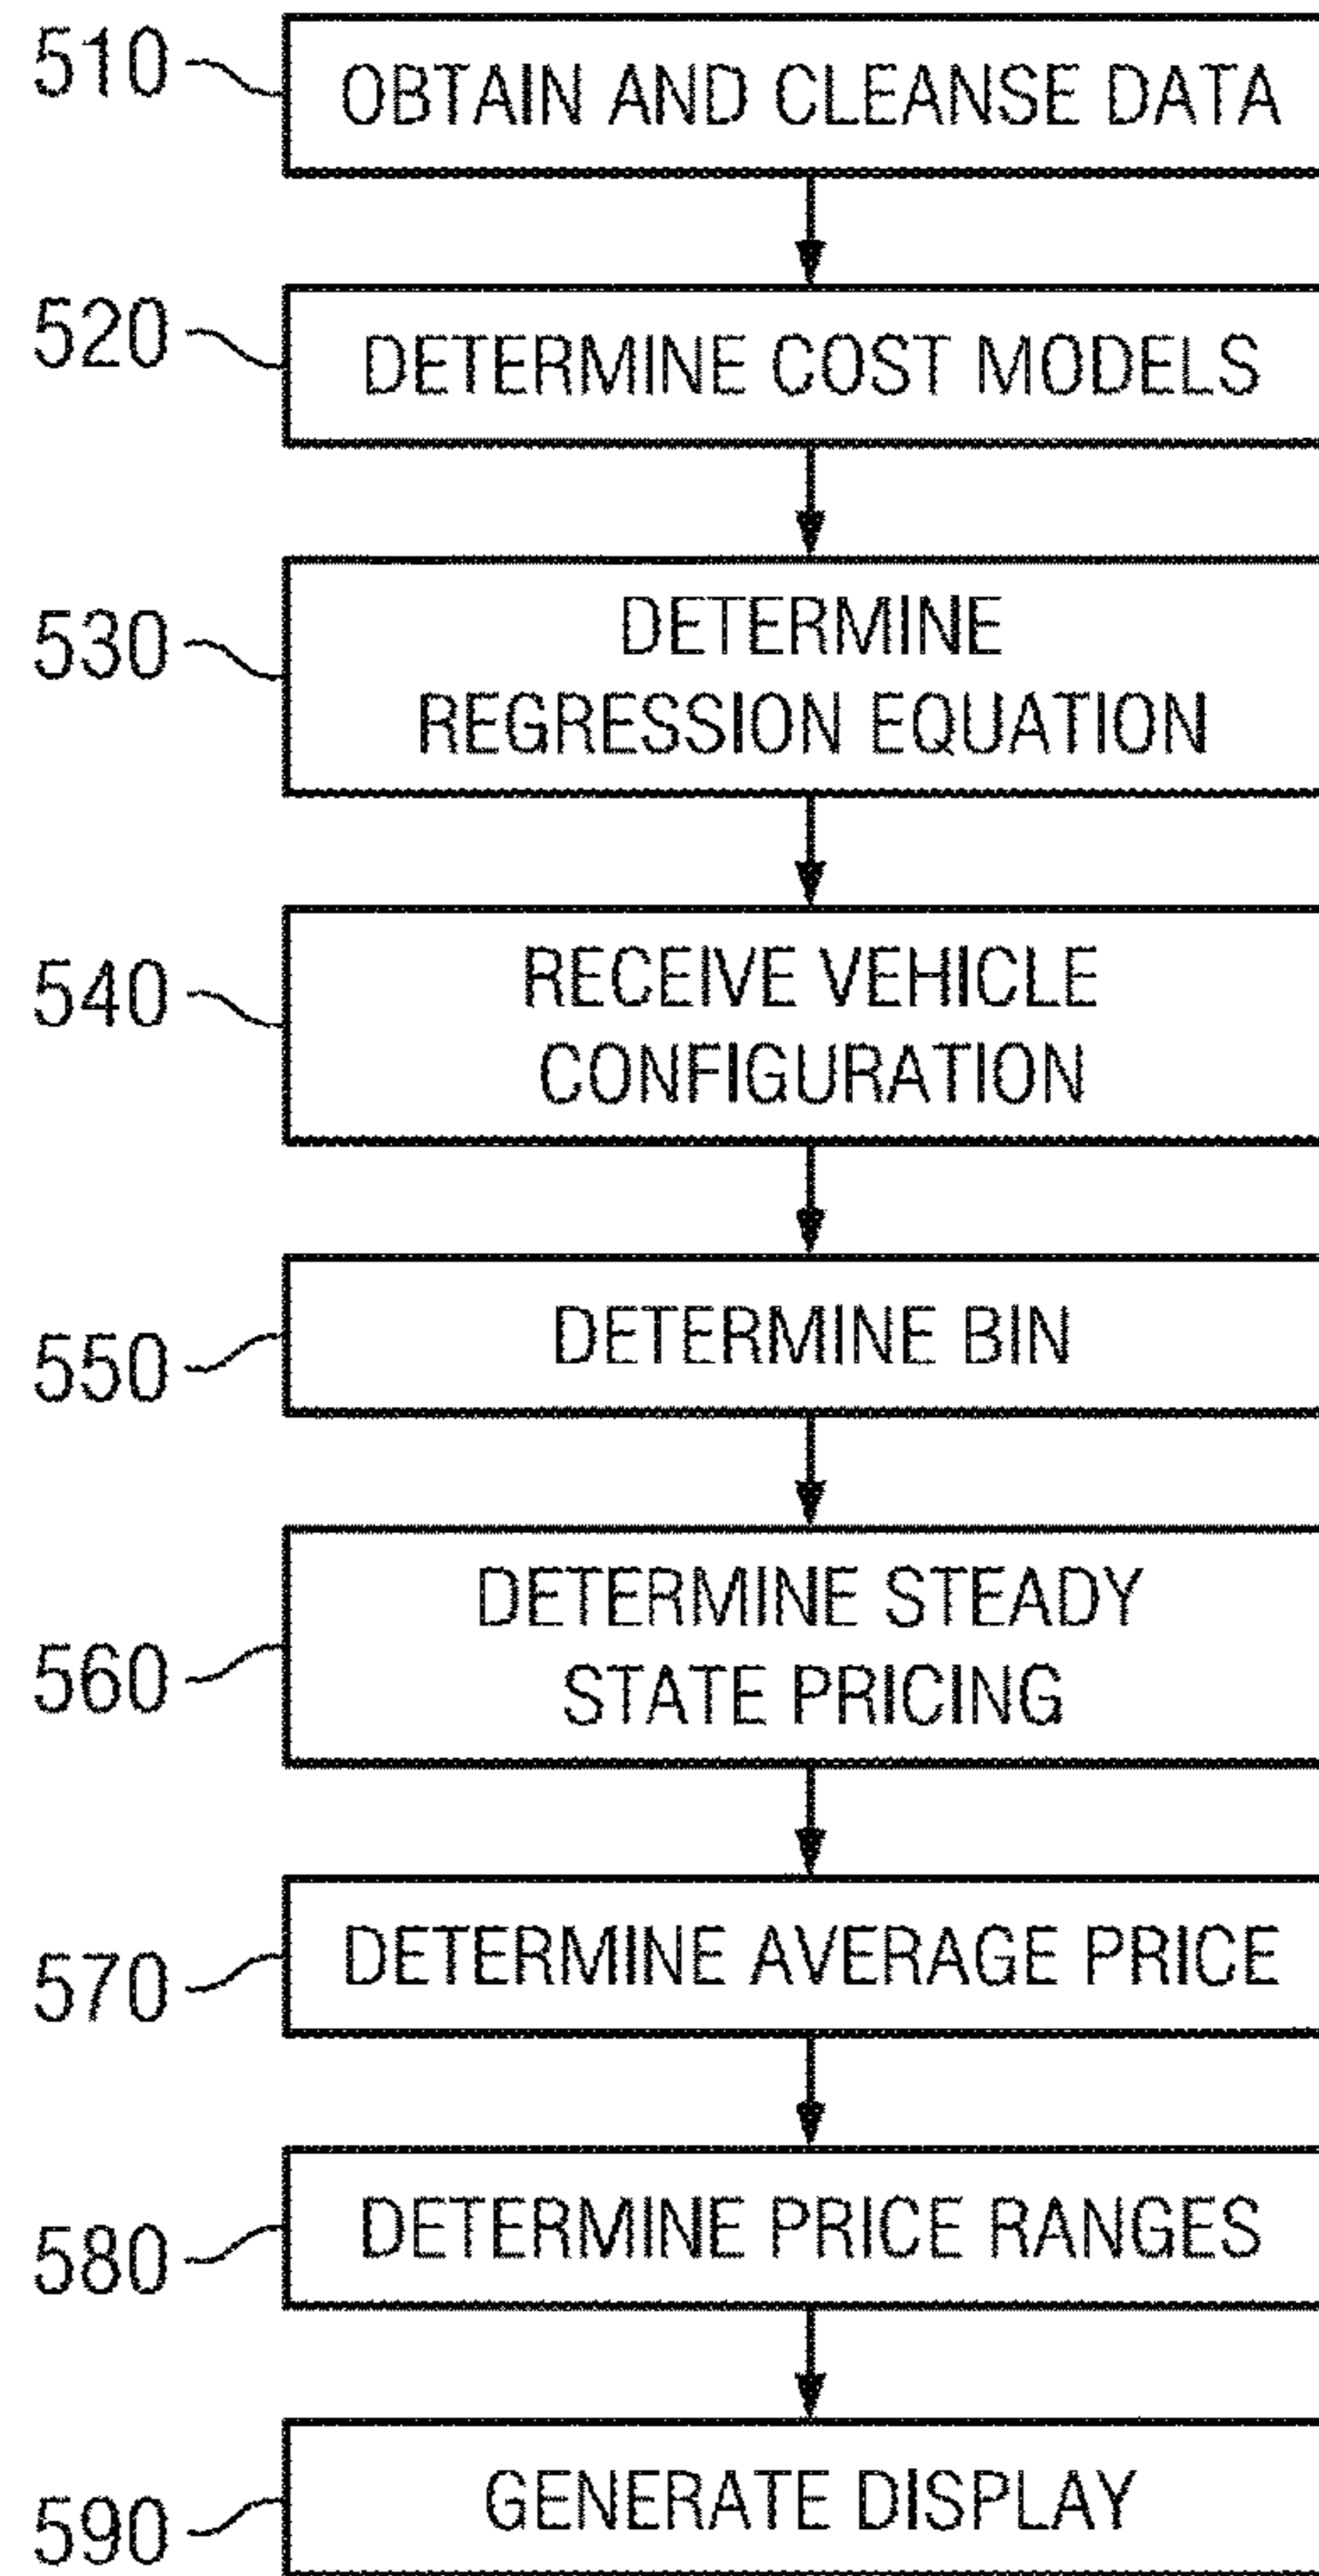 510
OBTAIN AND CLEANSE DATA
520
DETERMINE COST MODELS
530
DETERMINE
REGRESSION EQUATION
540
RECEIVE VEHICLE
CONFIGURATION
550
DETERMINE BIN
560
DETERMINE STEADY
STATE PRICING
570
DETERMINE AVERAGE PRICE
580
DETERMINE PRICE RANGES
590
GENERATE DISPLAY